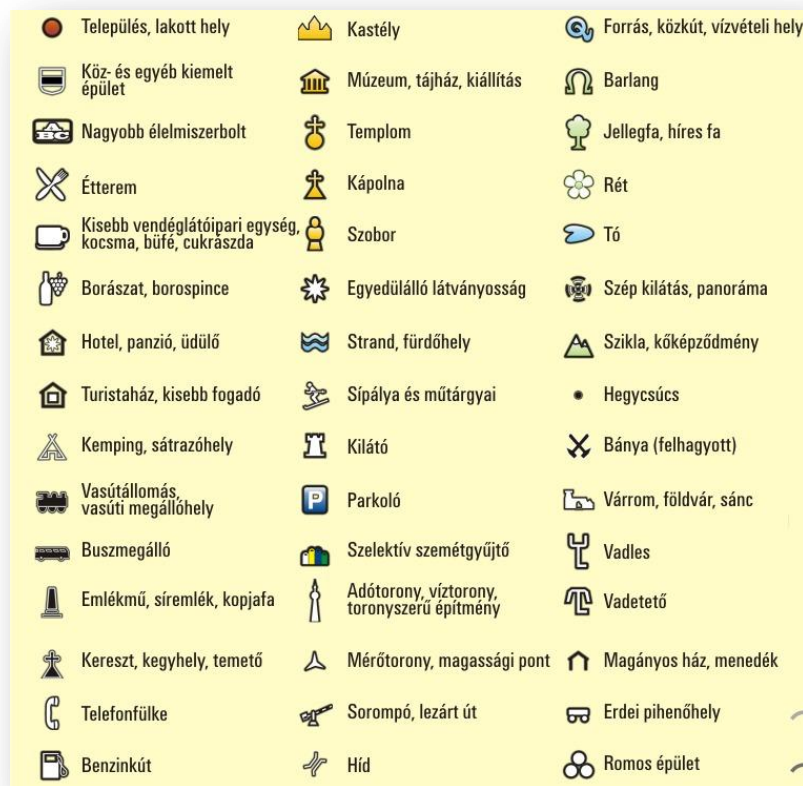 Település, lakott hely
Köz- és egyéb kiemelt
épület
ABC
Nagyobb élelmiszerbolt
Étterem
Kisebb vendéglátóipari egység,
kocsma, büfé, cukrászda
Borászat, borospince
Hotel, panzió, üdülő
Turistaház, kisebb fogadó
Kemping, sátrazóhely
Vasútállomás,
vasúti megállóhely
Buszmegálló
Emlékmű, síremlék, kopjafa
Kereszt, kegyhely, temető
Telefonfülke
Benzinkút
Kastély
Múzeum, tájház, kiállítás
Templom
Kápolna
Szobor
Egyedülálló látványosság
Strand, fürdőhely
Sípálya és műtárgyai
Kilátó
P
Parkoló
Szelektív szemétgyűjtő
Adótorony, víztorony,
toronyszerű építmény
Mérőtorony, magassági pont
Sorompó, lezárt út
Híd
Forrás, közkút, vízvételi hely
Barlang
Jellegfa, híres fa
Rét
Tó
Szép kilátás, panoráma
Szikla, kőképződmény
Hegycsúcs
Bánya (felhagyott)
Várrom, földvár, sánc
Vadles
Vadetető
Magányos ház, menedék
Erdei pihenőhely
Romos épület